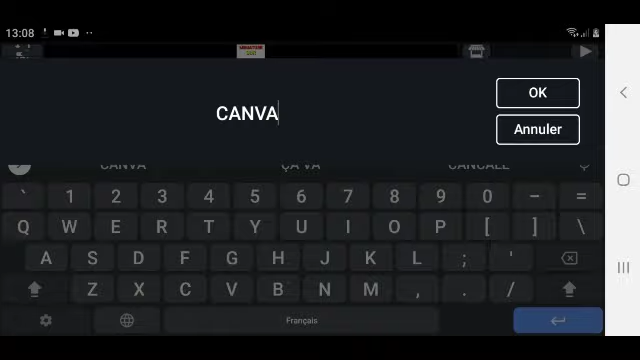 13:08
CANVA
OK
Annuler
CANVA ÇA VA CANCALE
` 1 2 3 4 5 6 7 8 9 0 − =
Q W E R T Y U I O P [ ] \
A S D F G H J K L ; '
Z X C V B N M , . /
Français